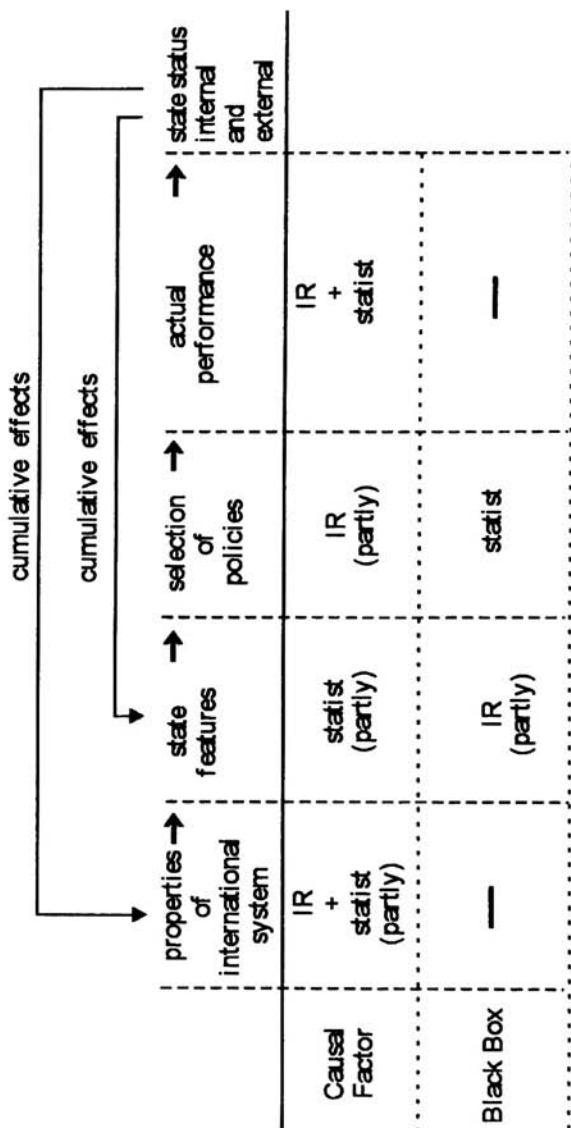 cumulative effects
cumulative effects
properties
of
international
system
state
features
selection
of
policies
actual
performance
state status
internal
and
external
Causal
Factor
IR
+
statist
(partly)
statist
(partly)
IR
(partly)
IR
+
statist
Black Box
—
IR
(partly)
statist
—